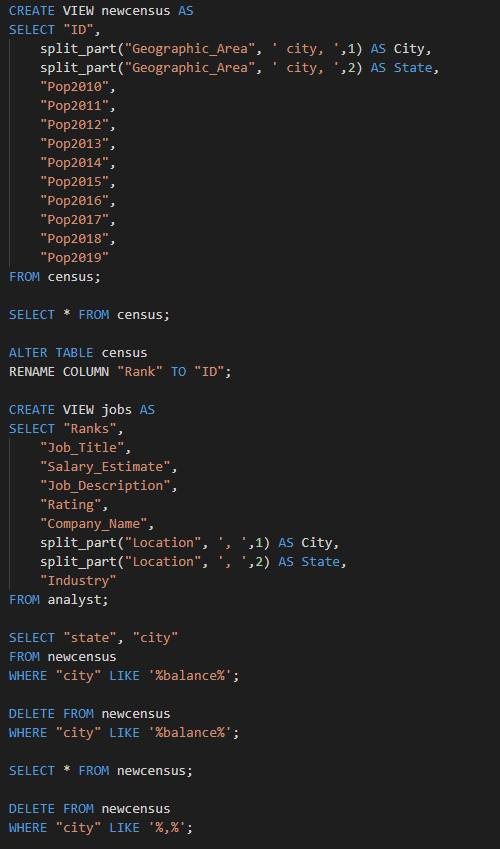 CREATE VIEW newcensus AS
SELECT "ID",
split_part("Geographic_Area", ' city, ',1) AS City,
split_part("Geographic_Area", ' city, ',2) AS State,
"Pop2010",
"Pop2011",
"Pop2012",
"Pop2013",
"Pop2014",
"Pop2015",
"Pop2016",
"Pop2017",
"Pop2018",
"Pop2019"
FROM census;
SELECT * FROM census;
ALTER TABLE census
RENAME COLUMN "Rank" TO "ID";
CREATE VIEW jobs AS
SELECT "Ranks",
"Job_Title",
"Salary_Estimate",
"Job_Description",
"Rating",
"Company_Name",
split_part("Location", ', ',1) AS City,
split_part("Location", ', ',2) AS State,
"Industry"
FROM analyst;
SELECT "state", "city"
FROM newcensus
WHERE "city" LIKE '%balance%';
DELETE FROM newcensus
WHERE "city" LIKE '%balance%';
SELECT * FROM newcensus;
DELETE FROM newcensus
WHERE "city" LIKE '%,%';